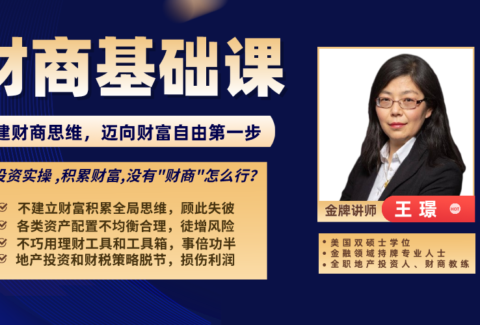 财商基础课
建财商思维，迈向财富自由第一步
投资实操 ,积累财富,没有"财商"怎么行?
不建立财富积累全局思维，顾此失彼
各类资产配置不均衡合理，徒增风险
不巧用理财工具和工具箱，事倍功半
地产投资和财税策略脱节，损伤利润
金牌讲师 王璟
•美国双硕士学位
•金融领域持牌专业人士
•全职地产投资人、财商教练